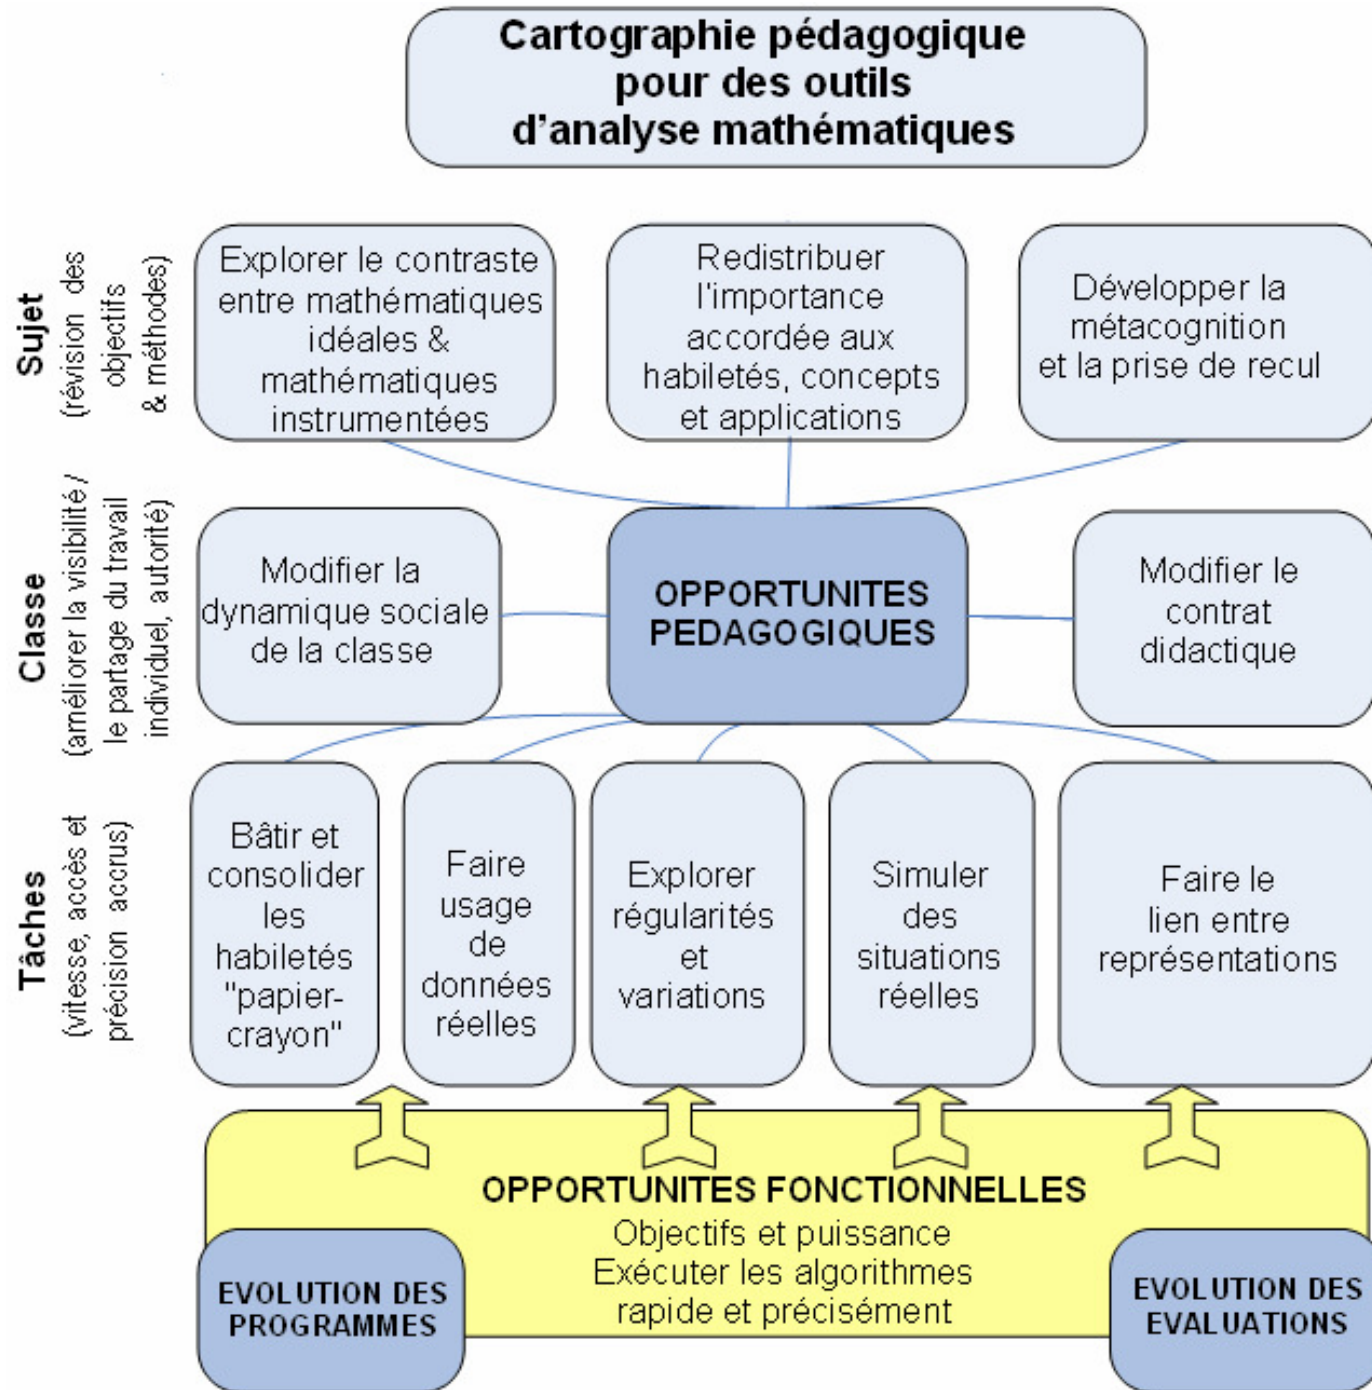 Cartographie pédagogique
pour des outils
d'analyse mathématiques
Sujet
(révision des
objectifs
& méthodes)
Explorer le contraste
entre mathématiques
idéales &
mathématiques
instrumentées
Redistribuer
l'importance
accordée aux
habiletés, concepts
et applications
Développer la
métacognition
et la prise de recul
Classe
(améliorer la visibilité/
le partage du travail
individuel, autorité)
Modifier la
dynamique sociale
de la classe
OPPORTUNITES
PEDAGOGIQUES
Modifier le
contrat
didactique
Tâches
(vitesse, accès et
précision accrus)
Bâtir et
consolider
les
habiletés
"papier-
crayon"
Faire
usage
de
données
réelles
Explorer
régularités
et
variations
Simuler
des
situations
réelles
Faire le
lien entre
représentations
OPPORTUNITES FONCTIONNELLES
Objectifs et puissance
Exécuter les algorithmes
rapide et précisément
EVOLUTION DES
PROGRAMMES
EVOLUTION DES
EVALUATIONS